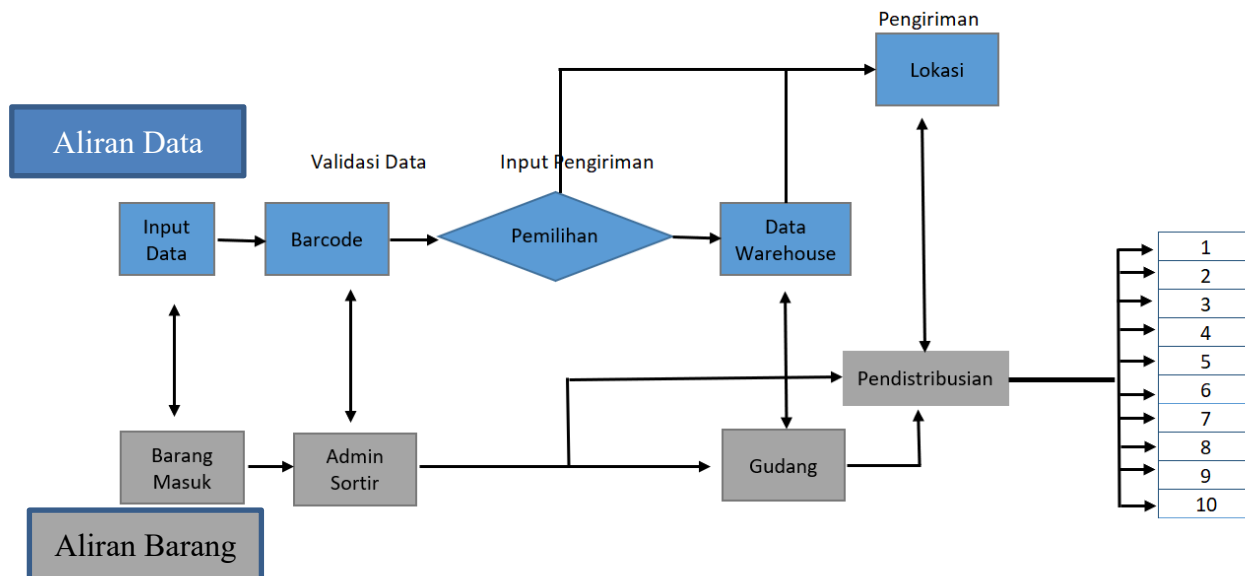 Pengiriman
Lokasi
Aliran Data
Validasi Data
Input Pengiriman
Input
Data
Barcode
Pemilihan
Data
Warehouse
1
2
3
4
5
6
7
8
9
10
Pendistribusian
Barang
Masuk
Admin
Sortir
Gudang
Aliran Barang